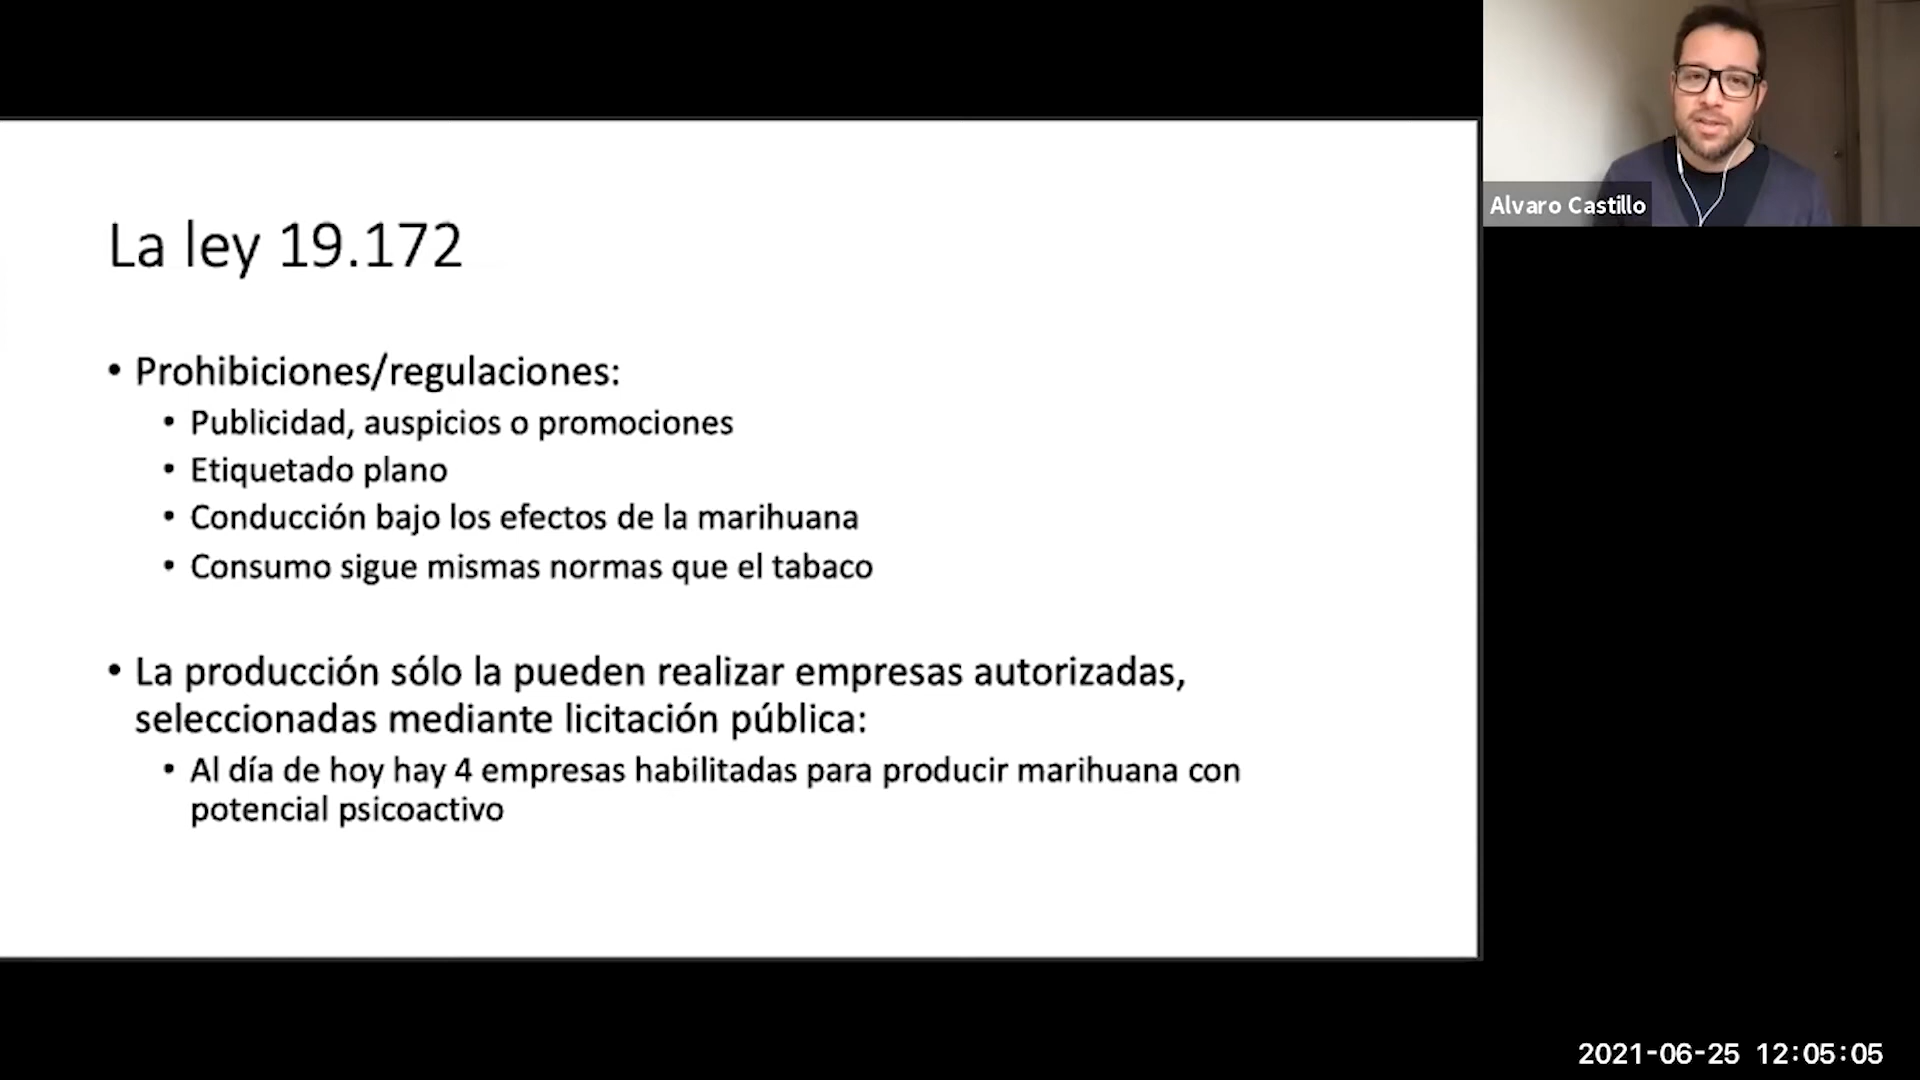 La ley 19.172
• Prohibiciones/regulaciones:
• Publicidad, auspicios o promociones
• Etiquetado plano
• Conducción bajo los efectos de la marihuana
• Consumo sigue mismas normas que el tabaco
• La producción sólo la pueden realizar empresas autorizadas,
seleccionadas mediante licitación pública:
• Al día de hoy hay 4 empresas habilitadas para producir marihuana con
potencial psicoactivo
Alvaro Castillo
2021-06-25 12:05:05